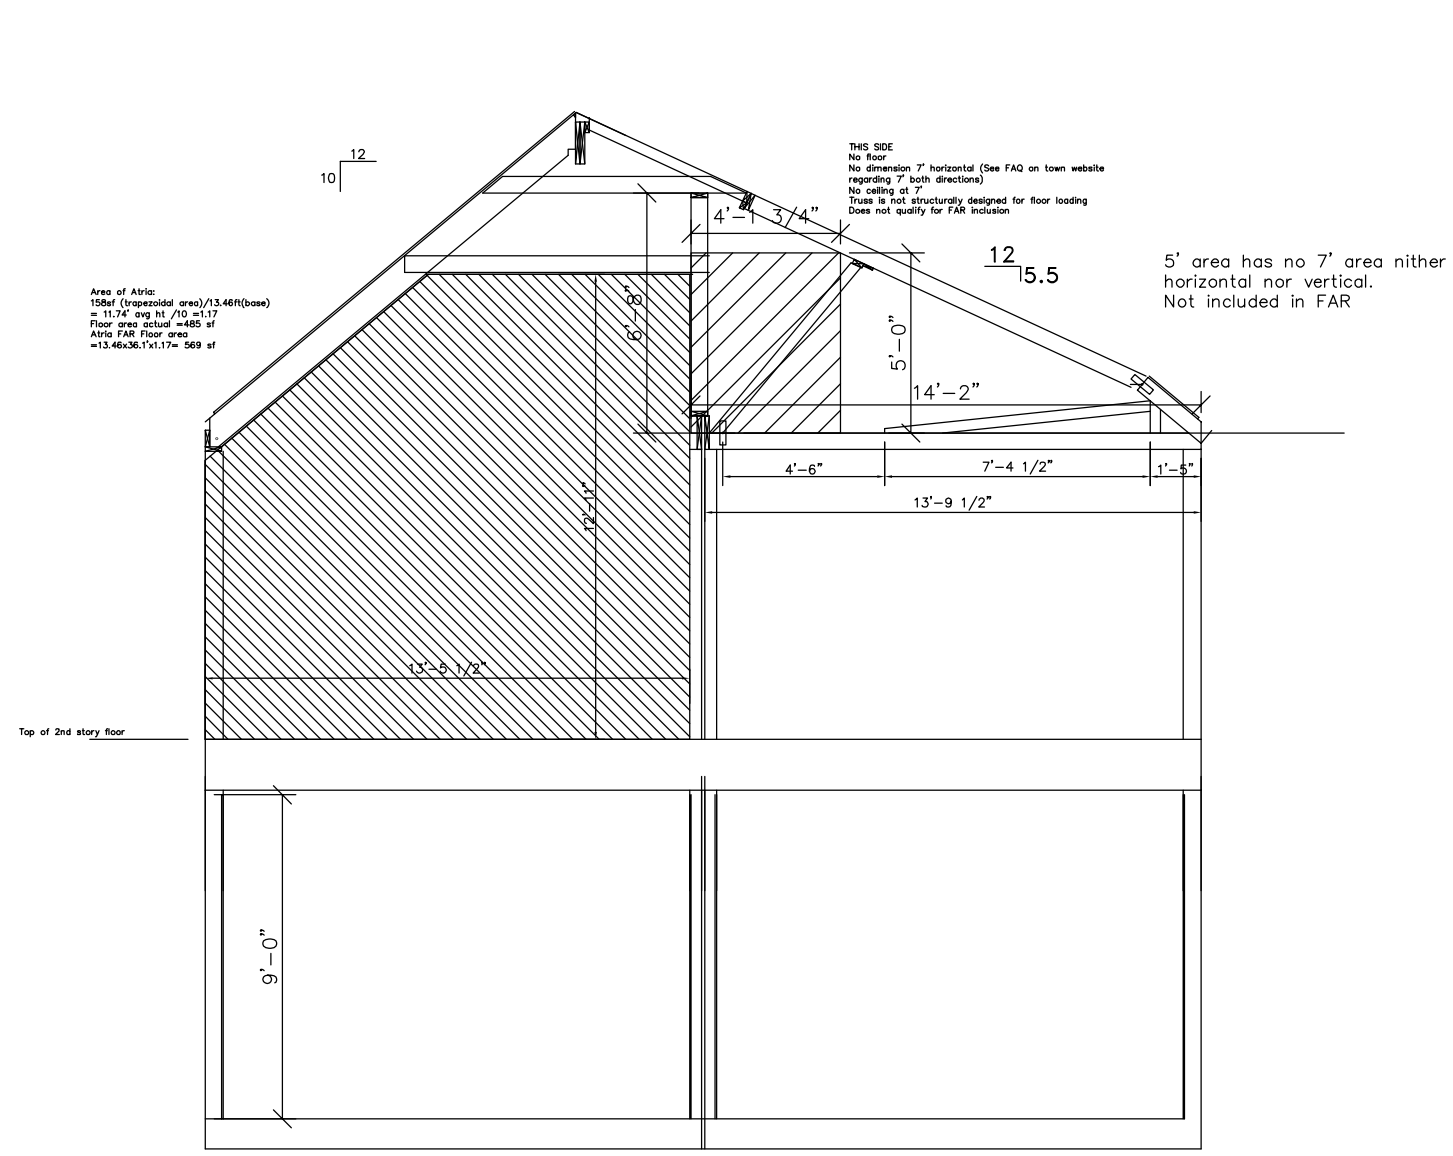 THIS SIDE
No floor
No dimension 7' horizontal (See FAQ on town website
regarding 7' both directions)
No ceiling at 7'
Truss is not structurally designed for floor loading
Does not qualify for FAR inclusion
12
10
4'-1 3/4"
12
5.5
5' area has no 7' area nither
horizontal nor vertical.
Not included in FAR
Area of Atria:
158sf (trapezoidal area)/13.46ft(base)
= 11.74' avg ht /10 =1.17
Floor area actual =485 sf
Atria FAR Floor area
=13.46x36.1'x1.17= 569 sf
6'-8"
5'-0"
14'-2"
4'-6"
7'-4 1/2"
1'-5"
13'-9 1/2"
12'-11"
13'-5 1/2"
Top of 2nd story floor
9'-0"